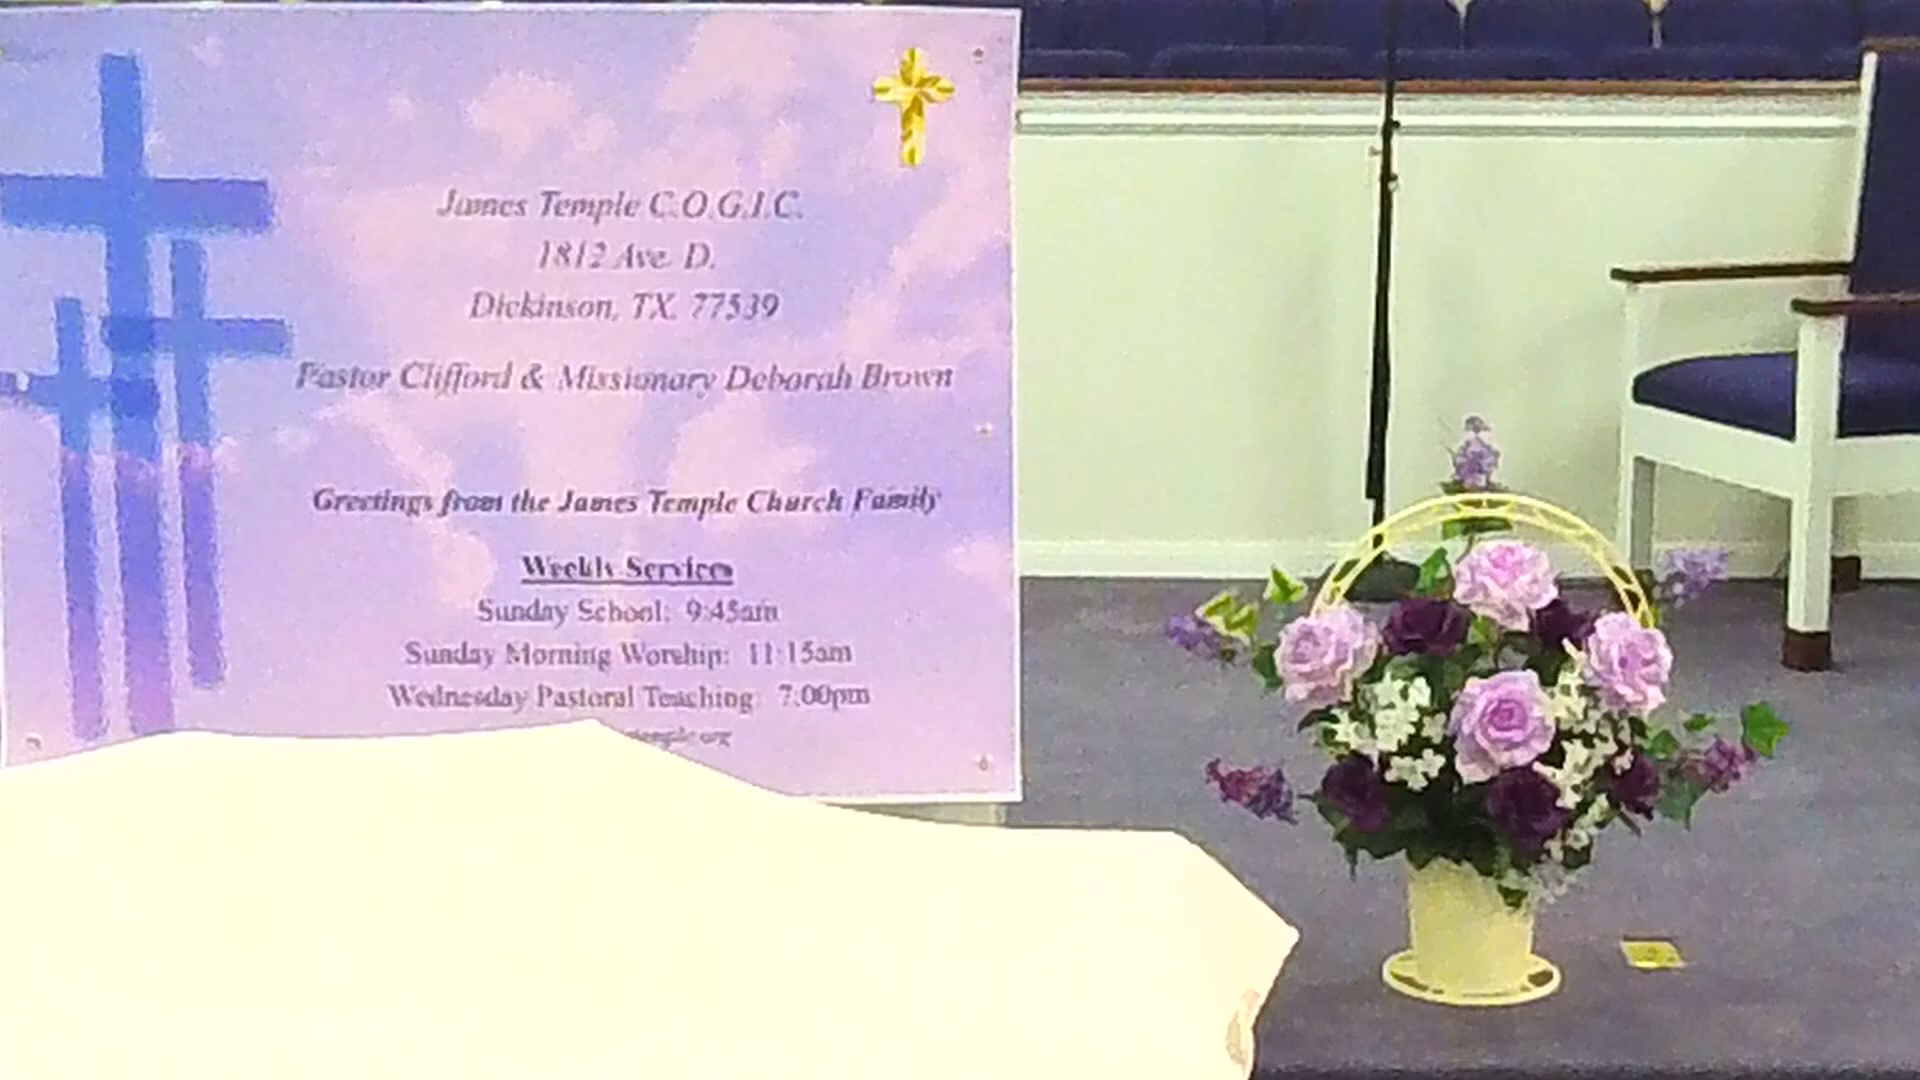 James Temple C.O.G.I.C.
1812 Ave. D.
Dickinson, TX. 77539
Pastor Clifford & Missionary Deborah Brown
Greetings from the James Temple Church Family
Weekly Services
Sunday School: 9:45am
Sunday Morning Worship: 11:15am
Wednesday Pastoral Teaching: 7:00pm